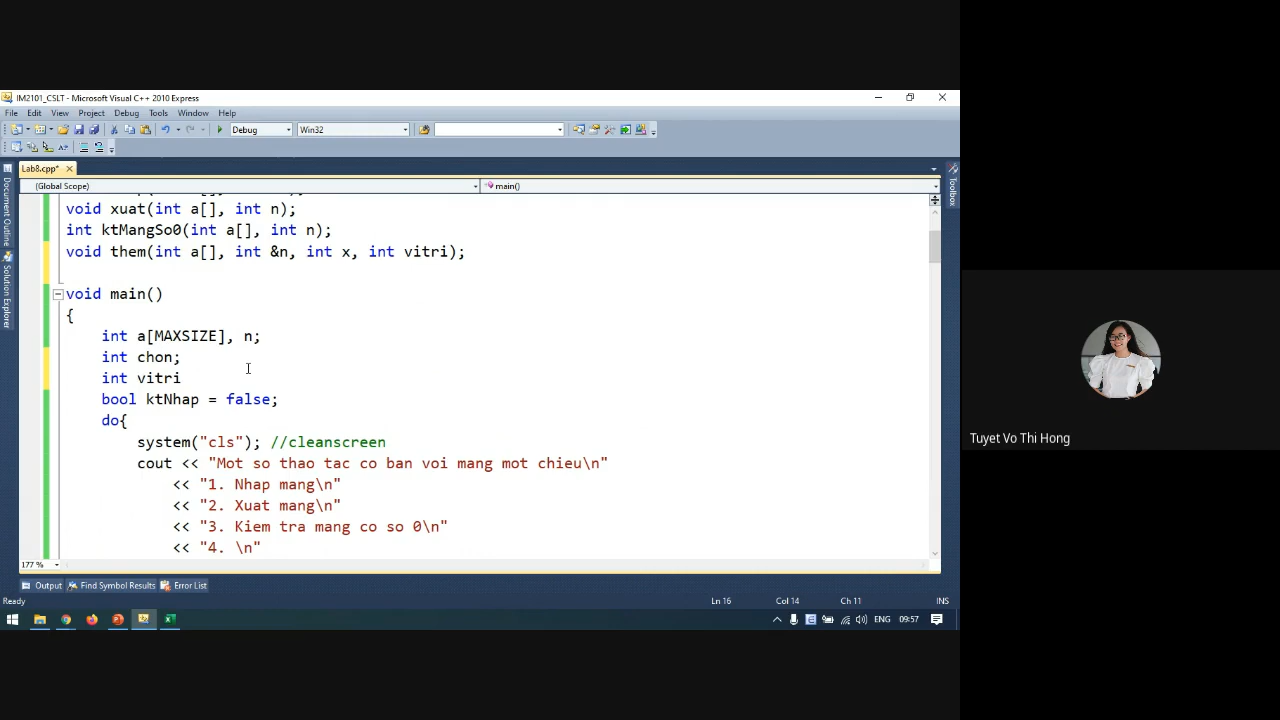 IM2101_CSLT - Microsoft Visual C++ 2010 Express
File Edit View Project Debug Tools Window Help
Debug Win32
Lab8.cpp*
(Global Scope) main()
Document Outline
Solution Explorer
Toolbox
void xuat(int a[], int n);
int ktMangSo0(int a[], int n);
void them(int a[], int &n, int x, int vitri);
void main()
{
int a[MAXSIZE], n;
int chon;
int vitri
bool ktNhap = false;
do{
system("cls"); //cleanscreen
cout << "Mot so thao tac co ban voi mang mot chieu\n"
<< "1. Nhap mang\n"
<< "2. Xuat mang\n"
<< "3. Kiem tra mang co so 0\n"
<< "4. \n"
177 %
Output Find Symbol Results Error List
Ready Ln 16 Col 14 Ch 11 INS
ENG 09:57
Tuyet Vo Thi Hong